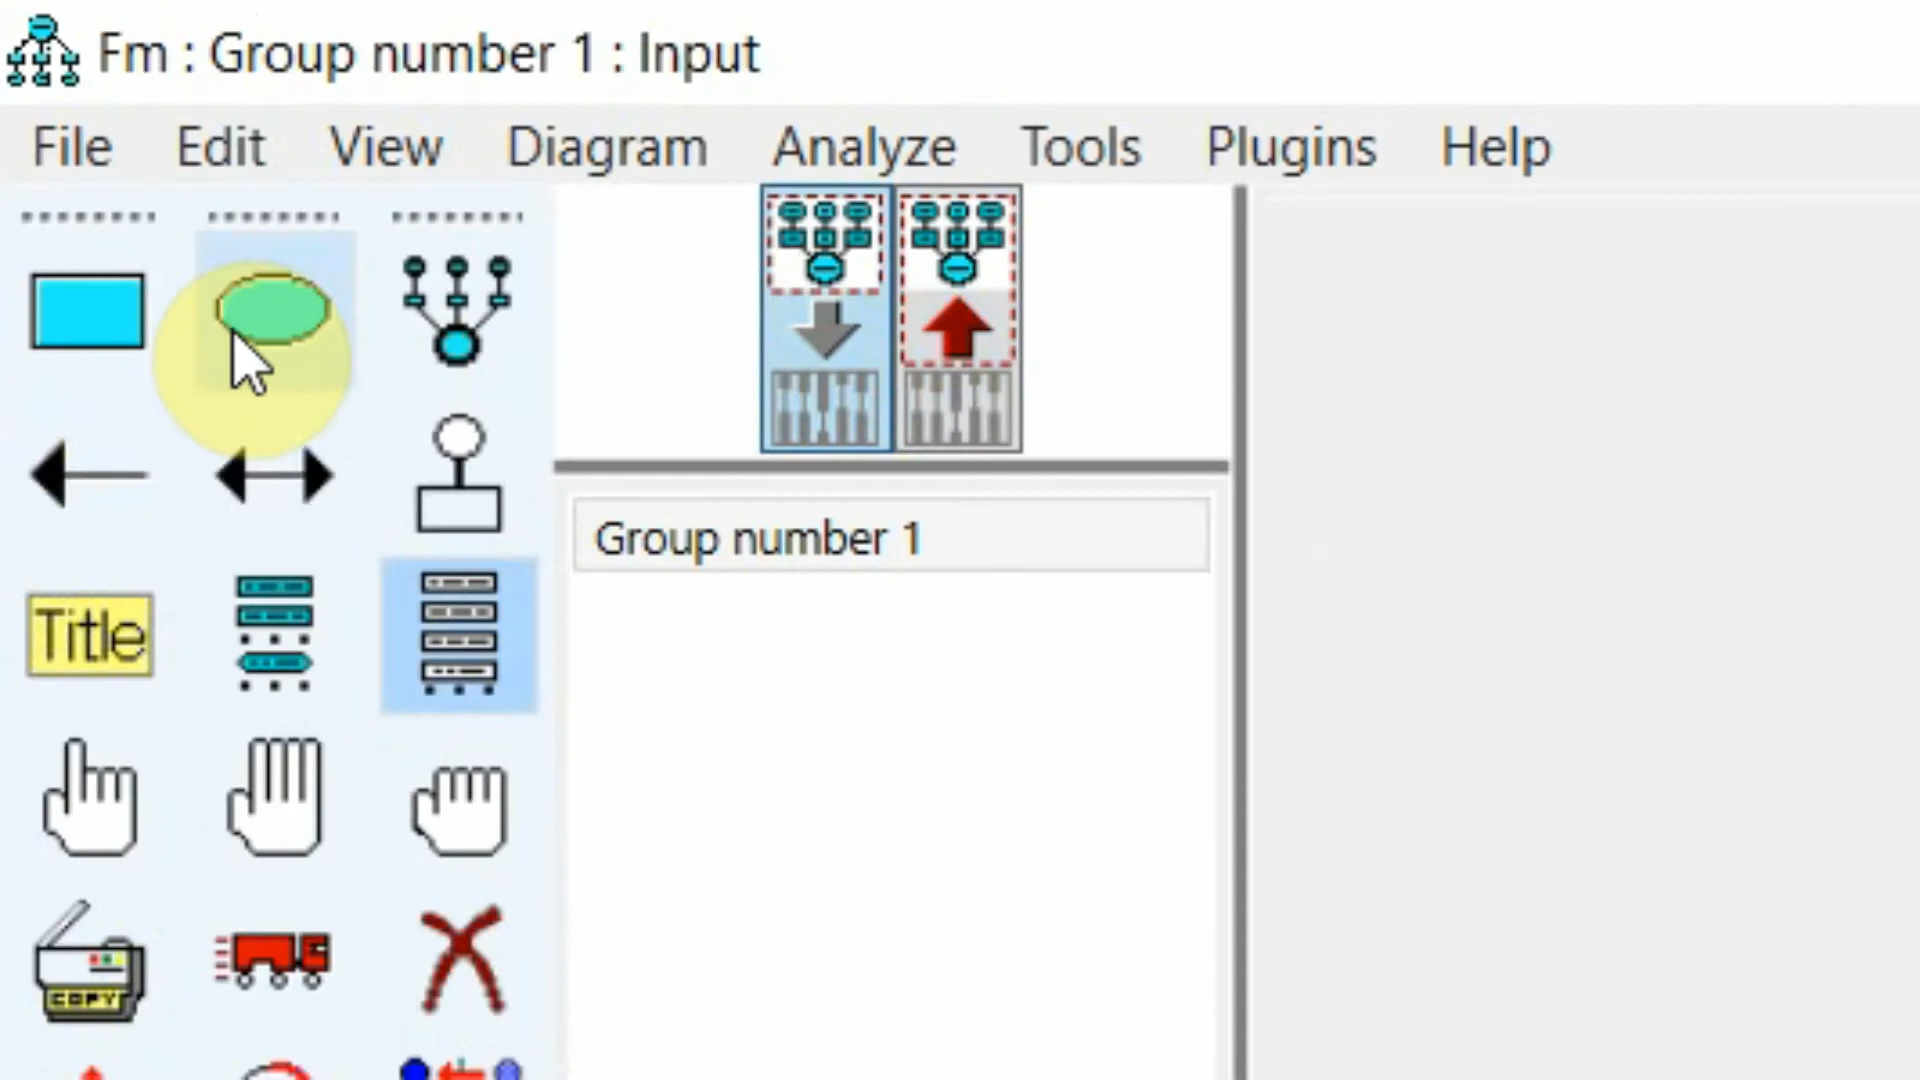 Fm : Group number 1 : Input
File Edit View Diagram Analyze Tools Plugins Help
Title
Group number 1
COPY